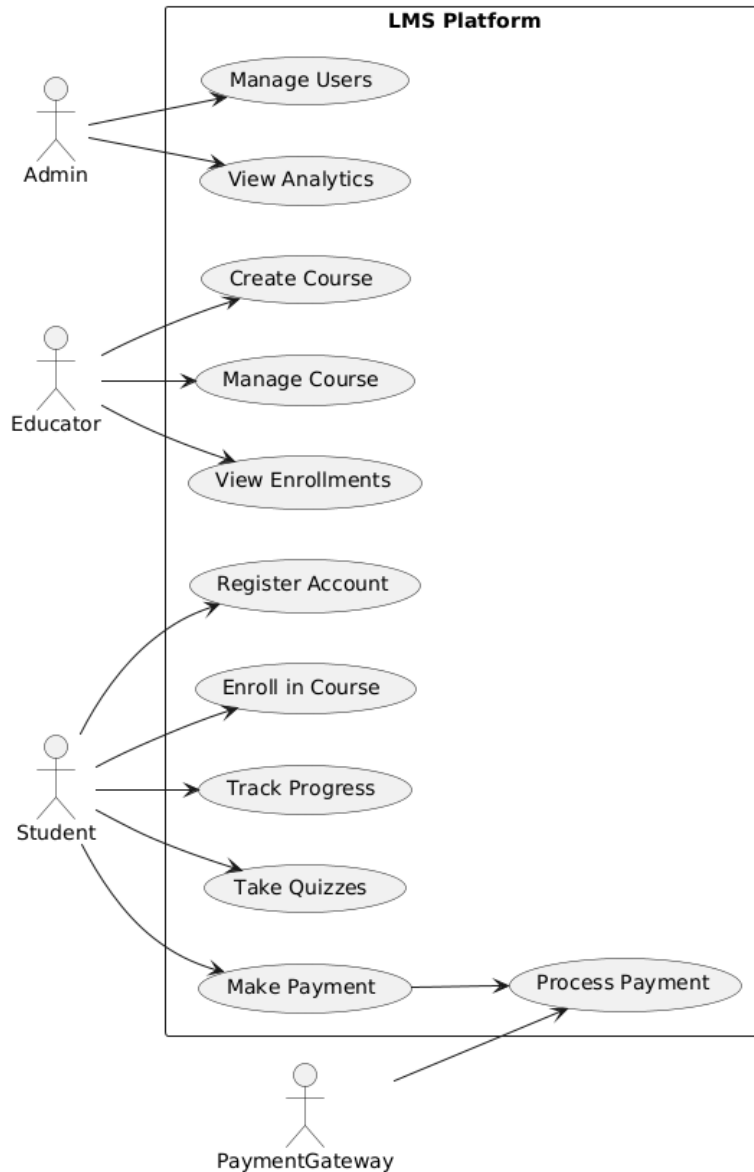 LMS Platform
Manage Users
Admin
View Analytics
Create Course
Manage Course
Educator
View Enrollments
Register Account
Enroll in Course
Track Progress
Student
Take Quizzes
Make Payment
Process Payment
PaymentGateway